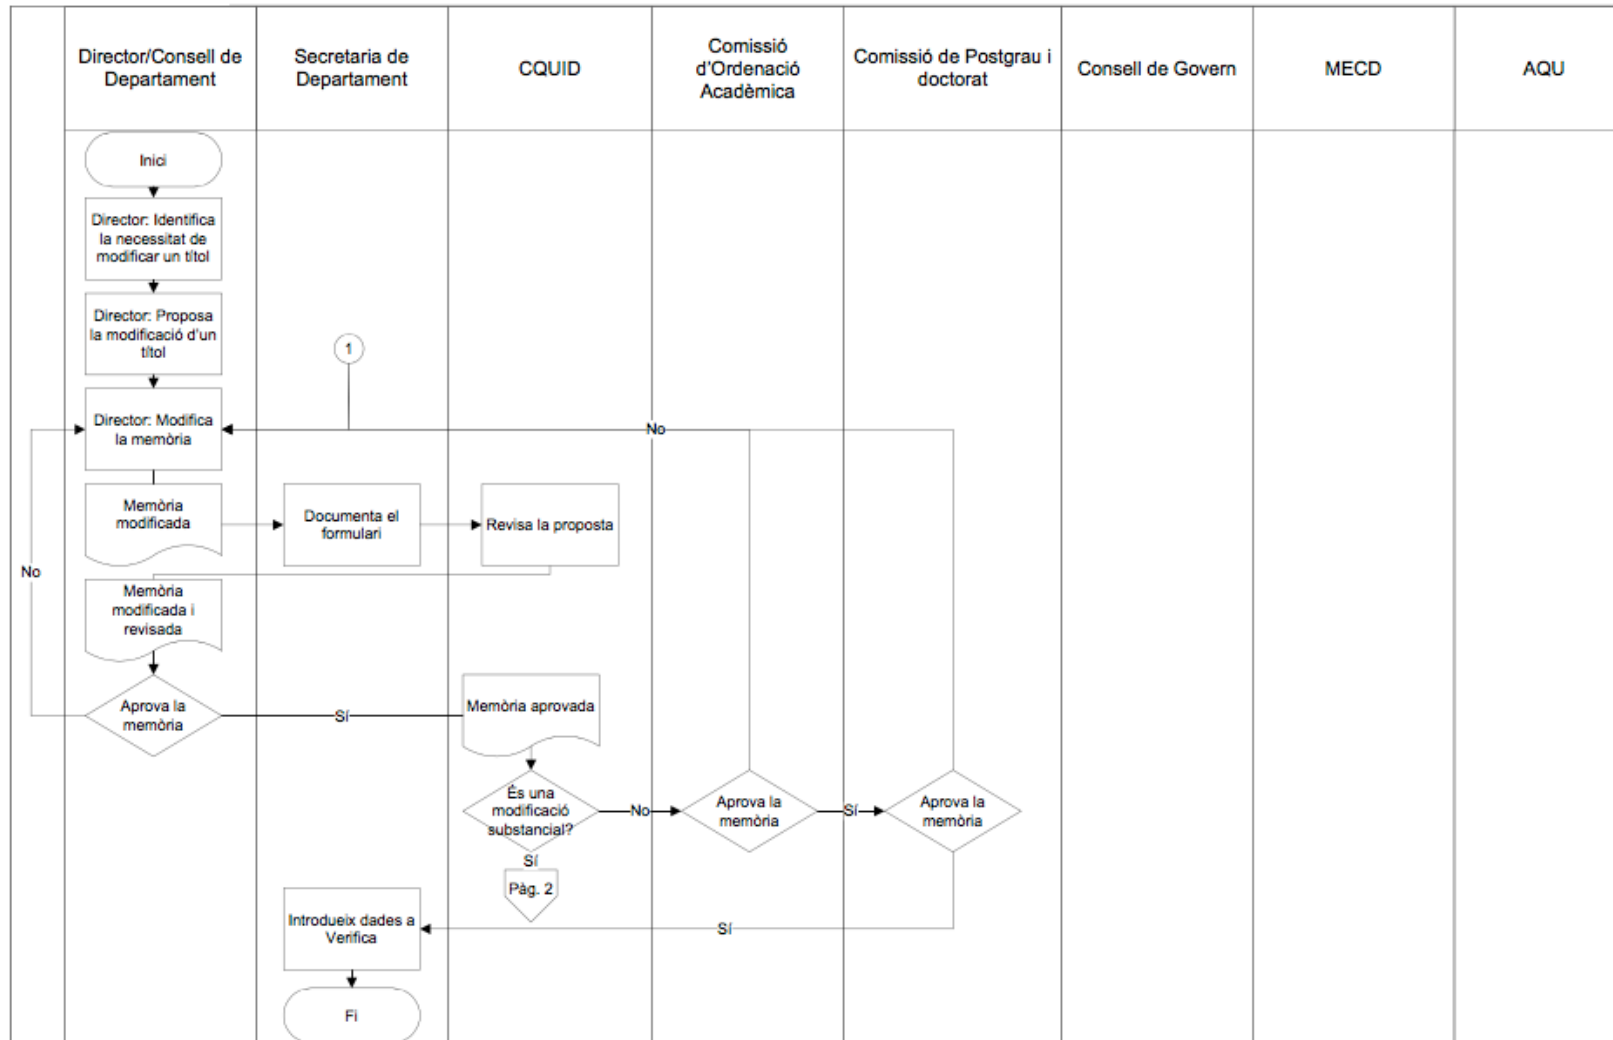 Director/Consell de
Departament
Secretaria de
Departament
CQUID
Comissió
d'Ordenació
Acadèmica
Comissió de Postgrau i
doctorat
Consell de Govern
MECD
AQU
Inici
Director: Identifica
la necessitat de
modificar un títol
Director: Proposa
la modificació d'un
títol
1
Director: Modifica
la memòria
No
Memòria
modificada
Documenta el
formulari
Revisa la proposta
No
Memòria
modificada i
revisada
Aprova la
memòria
Sí
Memòria aprovada
És una
modificació
substancial?
No
Aprova la
memòria
Sí
Aprova la
memòria
Sí
Pàg. 2
Introdueix dades a
Verifica
Sí
Fi